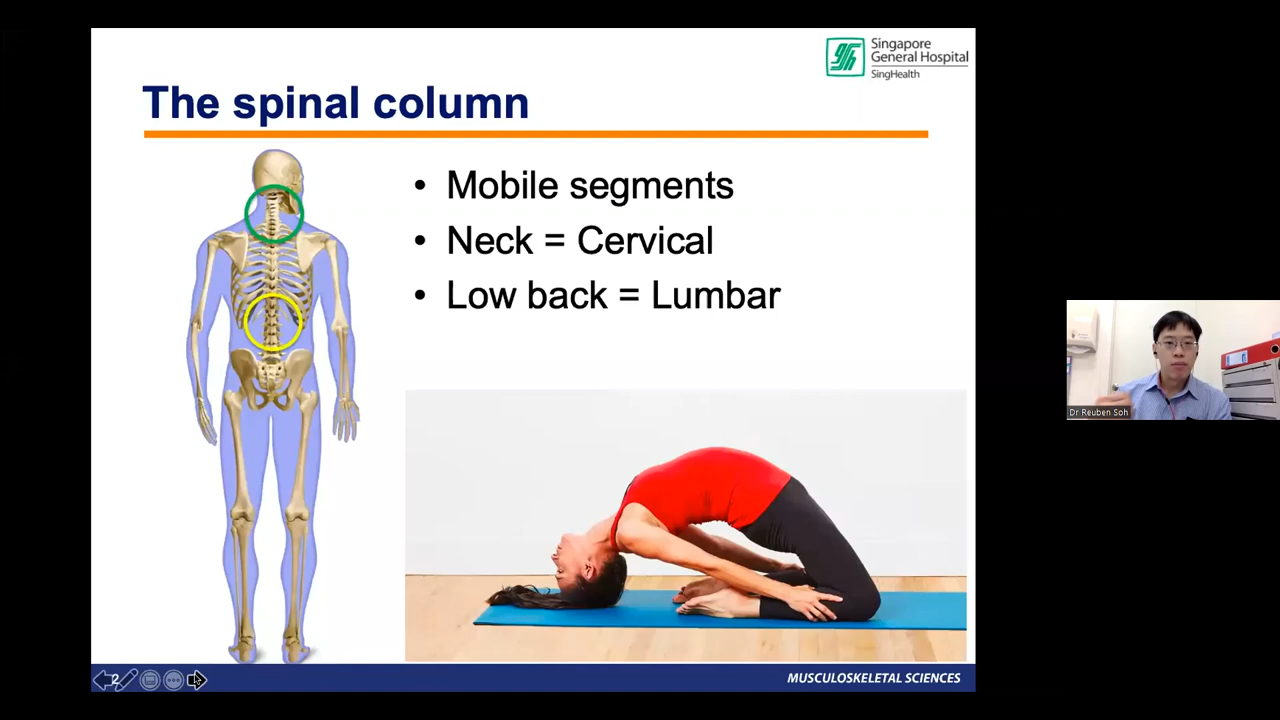 Singapore
General Hospital
SingHealth
The spinal column
• Mobile segments
• Neck = Cervical
• Low back = Lumbar
Dr Reuben Soh
2
MUSCULOSKELETAL SCIENCES